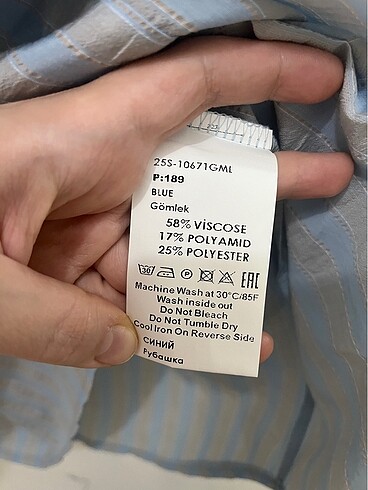 25S-10671GML
P:189
BLUE
Gömlek
58% VİSCOSE
17% POLYAMID
25% POLYESTER
30 P EAC
Machine Wash at 30°C/85F
Wash inside out
Do Not Bleach
Do Not Tumble Dry
Cool Iron On Reverse Side
СИНИЙ
Рубашка